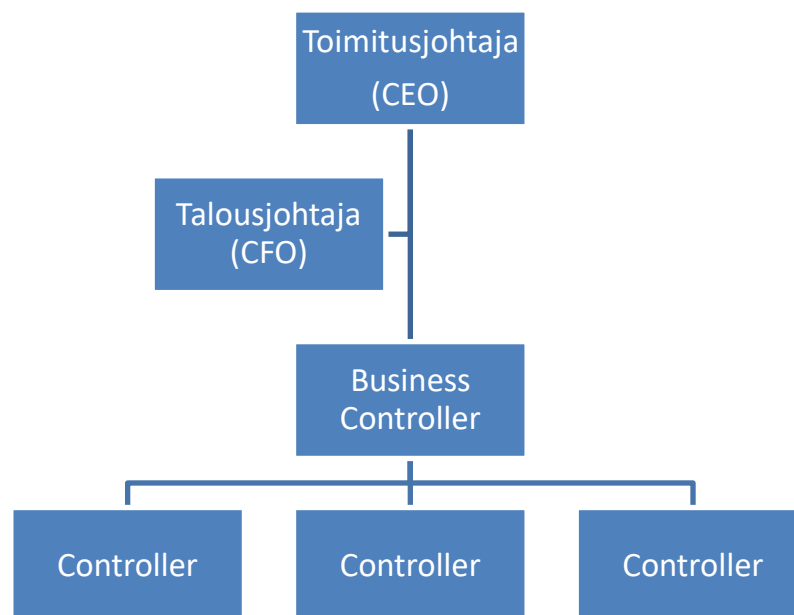 Toimitusjohtaja
(CEO)
Talousjohtaja
(CFO)
Business
Controller
Controller
Controller
Controller